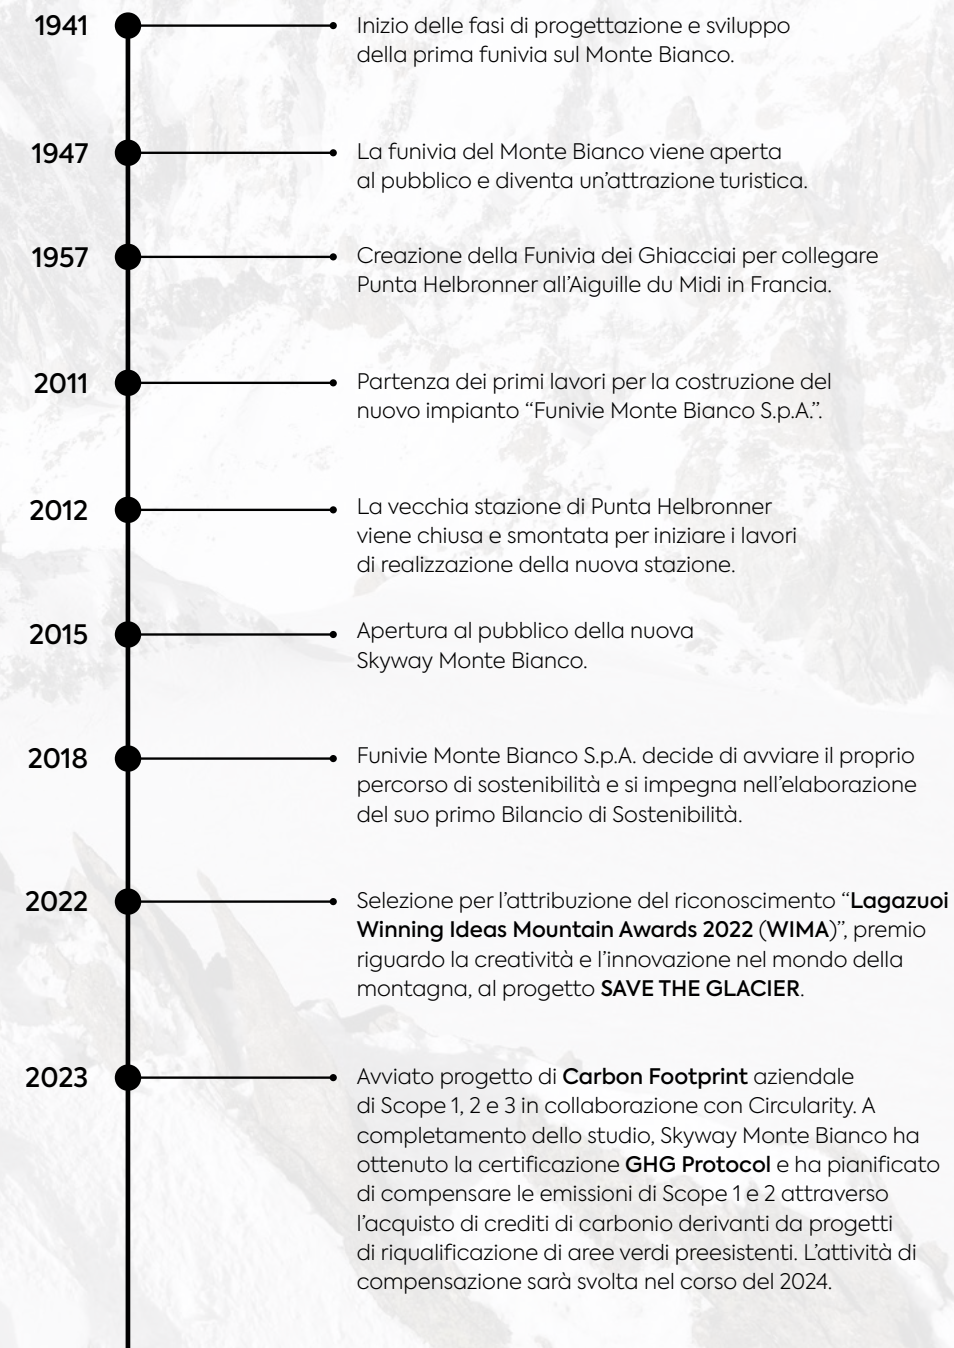 1941
Inizio delle fasi di progettazione e sviluppo
della prima funivia sul Monte Bianco.
1947
La funivia del Monte Bianco viene aperta
al pubblico e diventa un’attrazione turistica.
1957
Creazione della Funivia dei Ghiacciai per collegare
Punta Helbronner all’Aiguille du Midi in Francia.
2011
Partenza dei primi lavori per la costruzione del
nuovo impianto “Funivie Monte Bianco S.p.A.”.
2012
La vecchia stazione di Punta Helbronner
viene chiusa e smontata per iniziare i lavori
di realizzazione della nuova stazione.
2015
Apertura al pubblico della nuova
Skyway Monte Bianco.
2018
Funivie Monte Bianco S.p.A. decide di avviare il proprio
percorso di sostenibilità e si impegna nell’elaborazione
del suo primo Bilancio di Sostenibilità.
2022
Selezione per l’attribuzione del riconoscimento “Lagazuoi
Winning Ideas Mountain Awards 2022 (WIMA)”, premio
riguardo la creatività e l’innovazione nel mondo della
montagna, al progetto SAVE THE GLACIER.
2023
Avviato progetto di Carbon Footprint aziendale
di Scope 1, 2 e 3 in collaborazione con Circularity. A
completamento dello studio, Skyway Monte Bianco ha
ottenuto la certificazione GHG Protocol e ha pianificato
di compensare le emissioni di Scope 1 e 2 attraverso
l’acquisto di crediti di carbonio derivanti da progetti
di riqualificazione di aree verdi preesistenti. L’attività di
compensazione sarà svolta nel corso del 2024.